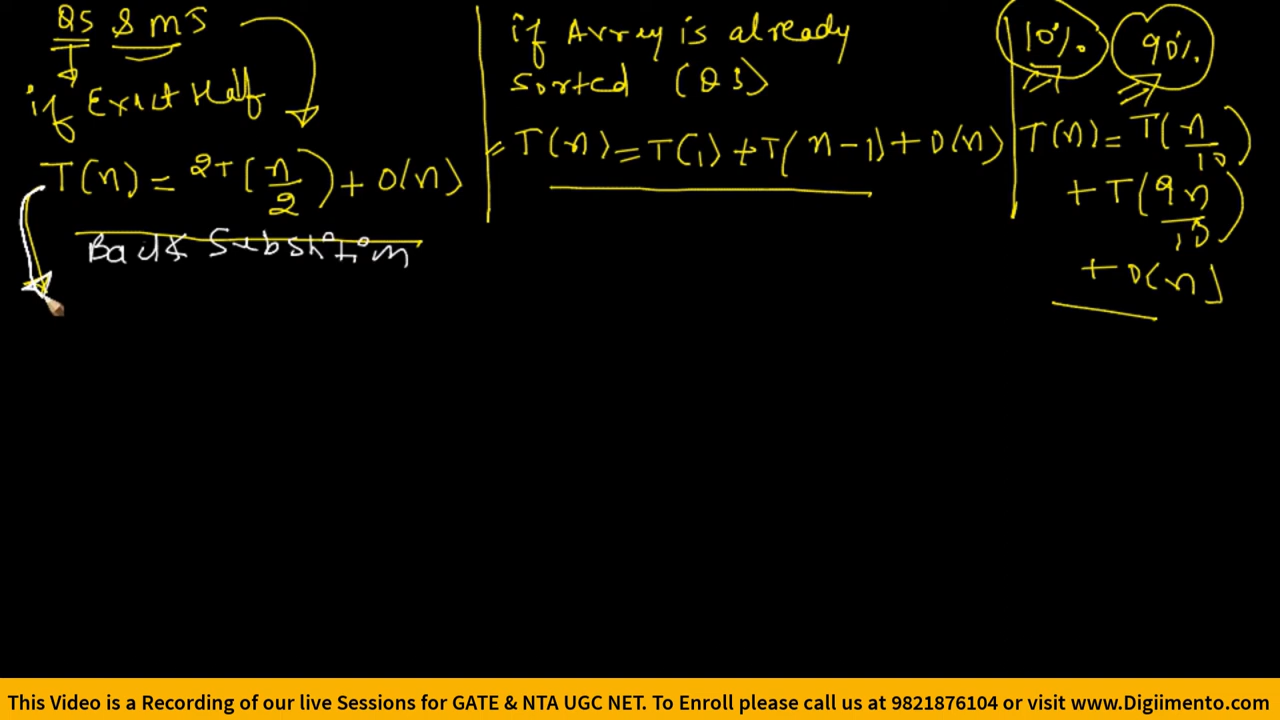 QS & MS
if Exact Half
T(n) = 2T(n/2) + O(n)
Back Substitution
if Array is already
sorted (QS)
= T(n) = T(1) + T(n-1) + O(n)
10% 90%
T(n) = T(n/10)
+ T(9n/10)
+ O(n)
This Video is a Recording of our live Sessions for GATE & NTA UGC NET. To Enroll please call us at 9821876104 or visit www.Digiimento.com